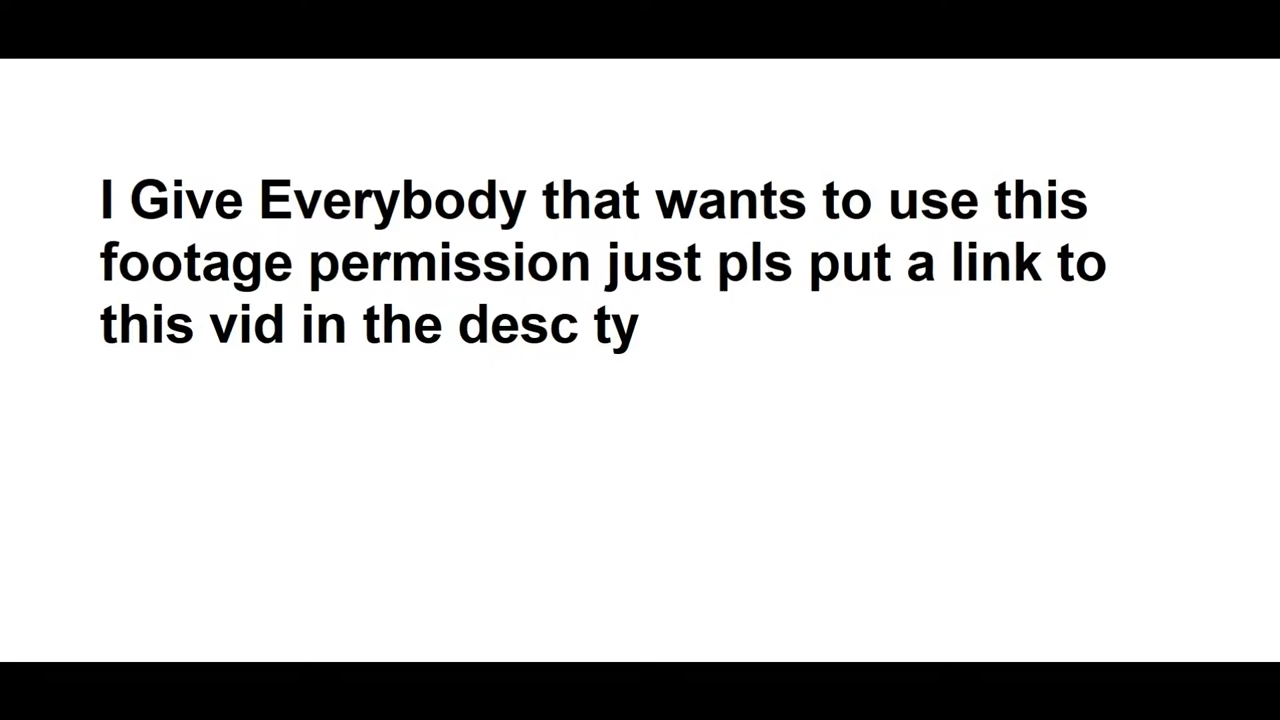 I Give Everybody that wants to use this
footage permission just pls put a link to
this vid in the desc ty